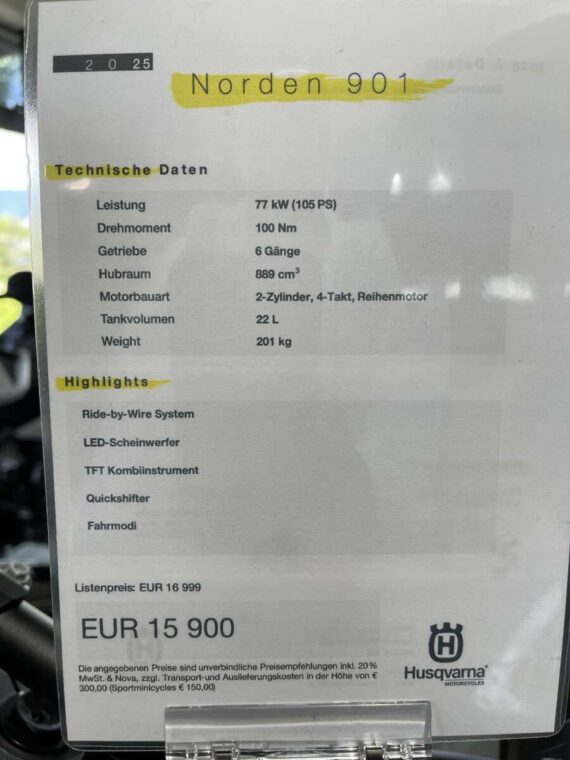 2025
Norden 901
Technische Daten
Leistung 77 kW (105 PS)
Drehmoment 100 Nm
Getriebe 6 Gänge
Hubraum 889 cm³
Motorbauart 2-Zylinder, 4-Takt, Reihenmotor
Tankvolumen 22 L
Weight 201 kg
Highlights
Ride-by-Wire System
LED-Scheinwerfer
TFT Kombiinstrument
Quickshifter
Fahrmodi
Listenpreis: EUR 16 999
EUR 15 900
Die angegebenen Preise sind unverbindliche Preisempfehlungen inkl. 20%
MwSt. & Nova, zzgl. Transport-und Auslieferungskosten in der Höhe von €
300,00 (Sportminicycles € 150,00)
Husqvarna
MOTORCYCLES